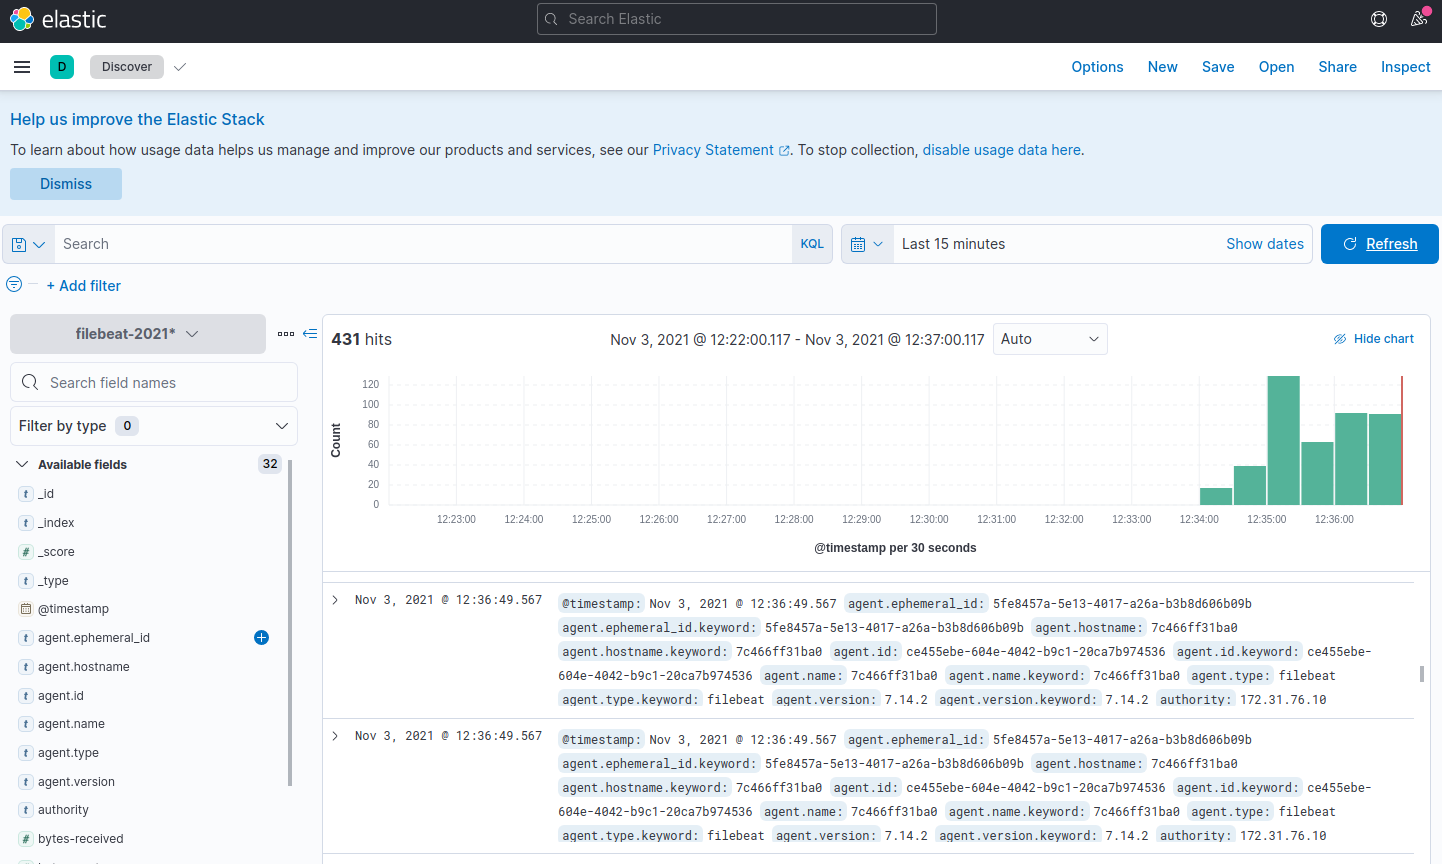 elastic
Search Elastic
D Discover Options New Save Open Share Inspect
Help us improve the Elastic Stack
To learn about how usage data helps us manage and improve our products and services, see our Privacy Statement. To stop collection, disable usage data here.
Dismiss
Search KQL Last 15 minutes Show dates Refresh
+ Add filter
filebeat-2021*
Search field names
Filter by type 0
Available fields 32
t _id
t _index
# _score
t _type
@timestamp
t agent.ephemeral_id
t agent.hostname
t agent.id
t agent.name
t agent.type
t agent.version
t authority
# bytes-received
431 hits Nov 3, 2021 @ 12:22:00.117 - Nov 3, 2021 @ 12:37:00.117 Auto Hide chart
Count
120
100
80
60
40
20
0
12:23:00 12:24:00 12:25:00 12:26:00 12:27:00 12:28:00 12:29:00 12:30:00 12:31:00 12:32:00 12:33:00 12:34:00 12:35:00 12:36:00
@timestamp per 30 seconds
Nov 3, 2021 @ 12:36:49.567 @timestamp: Nov 3, 2021 @ 12:36:49.567 agent.ephemeral_id: 5fe8457a-5e13-4017-a26a-b3b8d606b09b
agent.ephemeral_id.keyword: 5fe8457a-5e13-4017-a26a-b3b8d606b09b agent.hostname: 7c466ff31ba0
agent.hostname.keyword: 7c466ff31ba0 agent.id: ce455ebe-604e-4042-b9c1-20ca7b974536 agent.id.keyword: ce455ebe-
604e-4042-b9c1-20ca7b974536 agent.name: 7c466ff31ba0 agent.name.keyword: 7c466ff31ba0 agent.type: filebeat
agent.type.keyword: filebeat agent.version: 7.14.2 agent.version.keyword: 7.14.2 authority: 172.31.76.10
Nov 3, 2021 @ 12:36:49.567 @timestamp: Nov 3, 2021 @ 12:36:49.567 agent.ephemeral_id: 5fe8457a-5e13-4017-a26a-b3b8d606b09b
agent.ephemeral_id.keyword: 5fe8457a-5e13-4017-a26a-b3b8d606b09b agent.hostname: 7c466ff31ba0
agent.hostname.keyword: 7c466ff31ba0 agent.id: ce455ebe-604e-4042-b9c1-20ca7b974536 agent.id.keyword: ce455ebe-
604e-4042-b9c1-20ca7b974536 agent.name: 7c466ff31ba0 agent.name.keyword: 7c466ff31ba0 agent.type: filebeat
agent.type.keyword: filebeat agent.version: 7.14.2 agent.version.keyword: 7.14.2 authority: 172.31.76.10